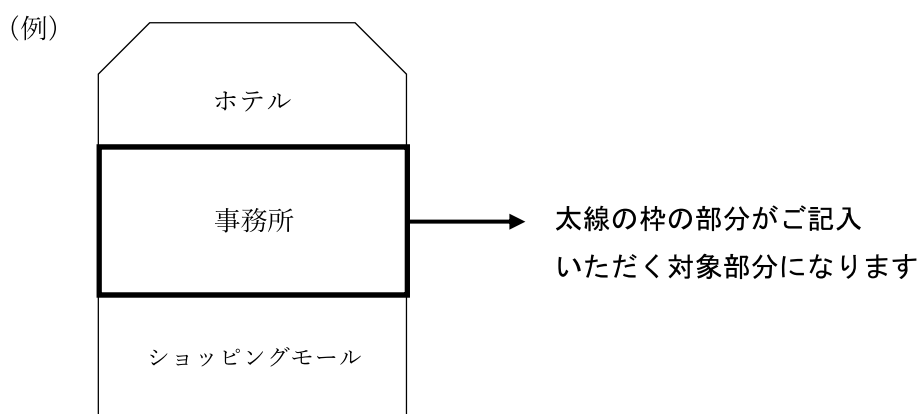 （例）
ホテル
事務所
太線の枠の部分がご記入
いただく対象部分になります
ショッピングモール